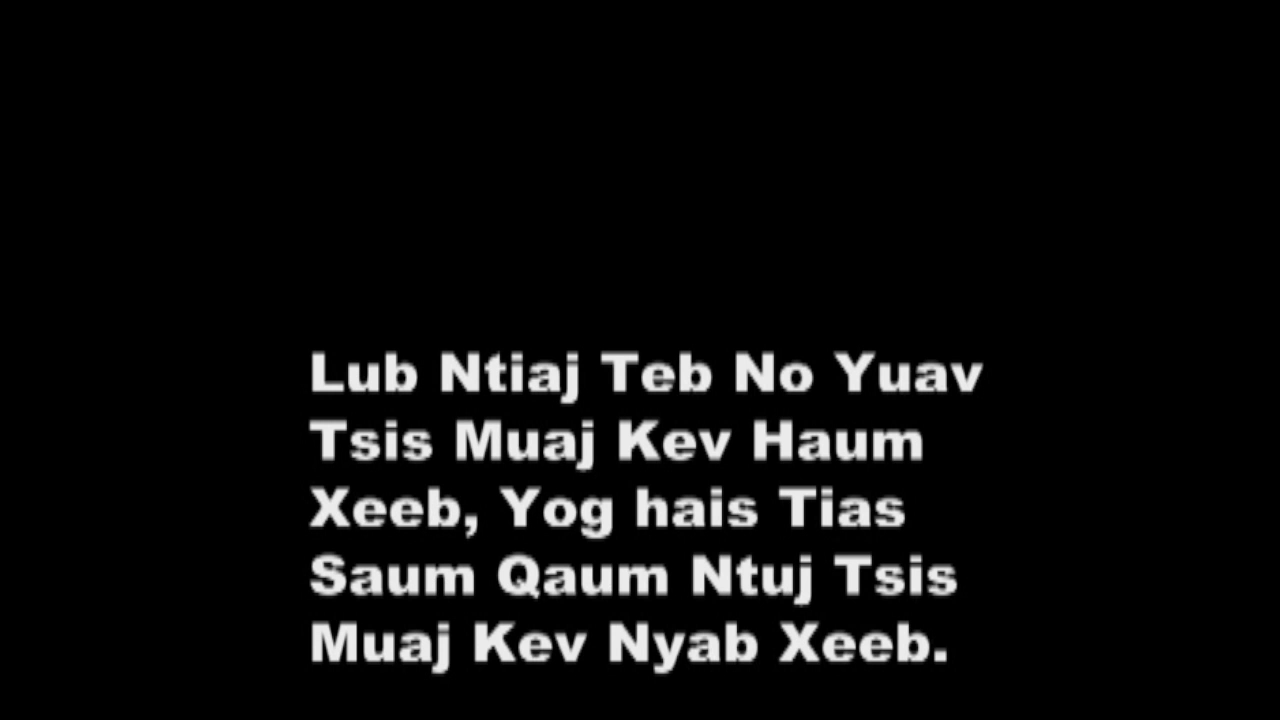 Lub Ntiaj Teb No Yuav
Tsis Muaj Kev Haum
Xeeb, Yog hais Tias
Saum Qaum Ntuj Tsis
Muaj Kev Nyab Xeeb.